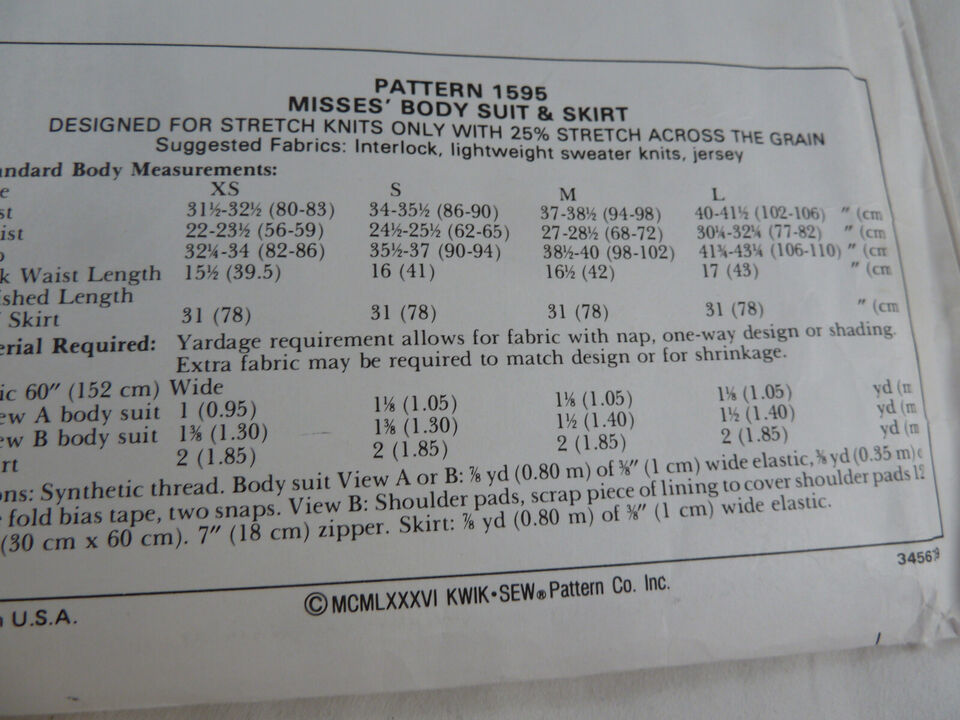 PATTERN 1595
MISSES' BODY SUIT & SKIRT
DESIGNED FOR STRETCH KNITS ONLY WITH 25% STRETCH ACROSS THE GRAIN
Suggested Fabrics: Interlock, lightweight sweater knits, jersey
ndard Body Measurements:
e XS S M L
st 31½-32½ (80-83) 34-35½ (86-90) 37-38½ (94-98) 40-41½ (102-106) " (cm
ist 22-23½ (56-59) 24½-25½ (62-65) 27-28½ (68-72) 30¼-32¼ (77-82) " (cm
32¼-34 (82-86) 35½-37 (90-94) 38½-40 (98-102) 41¾-43¼ (106-110) " (cm
k Waist Length 15½ (39.5) 16 (41) 16½ (42) 17 (43) " (cm
ished Length
Skirt 31 (78) 31 (78) 31 (78) 31 (78) " (cm
erial Required: Yardage requirement allows for fabric with nap, one-way design or shading.
Extra fabric may be required to match design or for shrinkage.
ic 60" (152 cm) Wide
ew A body suit 1 (0.95) 1⅛ (1.05) 1⅛ (1.05) 1⅛ (1.05) yd (m
ew B body suit 1⅜ (1.30) 1⅜ (1.30) 1½ (1.40) 1½ (1.40) yd (m
rt 2 (1.85) 2 (1.85) 2 (1.85) 2 (1.85) yd (m
ons: Synthetic thread. Body suit View A or B: ⅞ yd (0.80 m) of ⅜" (1 cm) wide elastic, ⅜ yd (0.35 m)
fold bias tape, two snaps. View B: Shoulder pads, scrap piece of lining to cover shoulder pads
(30 cm x 60 cm). 7" (18 cm) zipper. Skirt: ⅞ yd (0.80 m) of ⅜" (1 cm) wide elastic.
3456
U.S.A.
© MCMLXXXVI KWIK•SEW® Pattern Co. Inc.